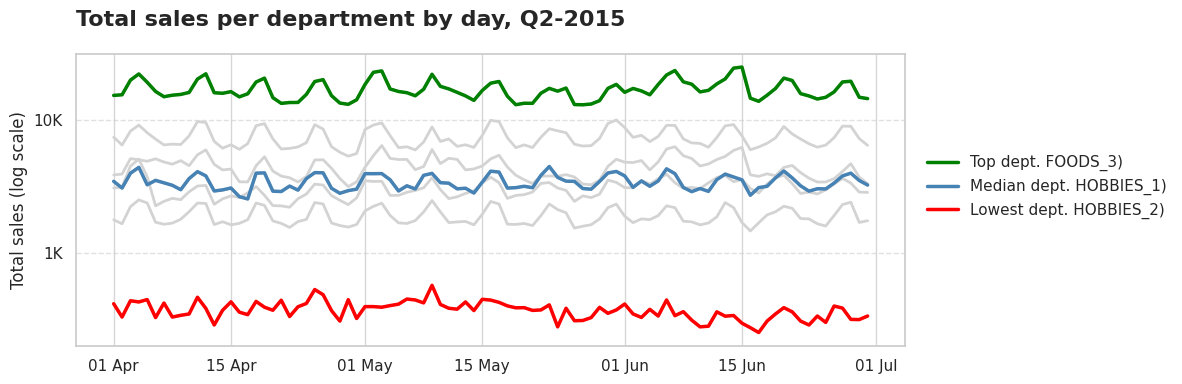 Total sales per department by day, Q2-2015
Total sales (log scale)
10K
1K
01 Apr
15 Apr
01 May
15 May
01 Jun
15 Jun
01 Jul
Top dept. FOODS_3)
Median dept. HOBBIES_1)
Lowest dept. HOBBIES_2)